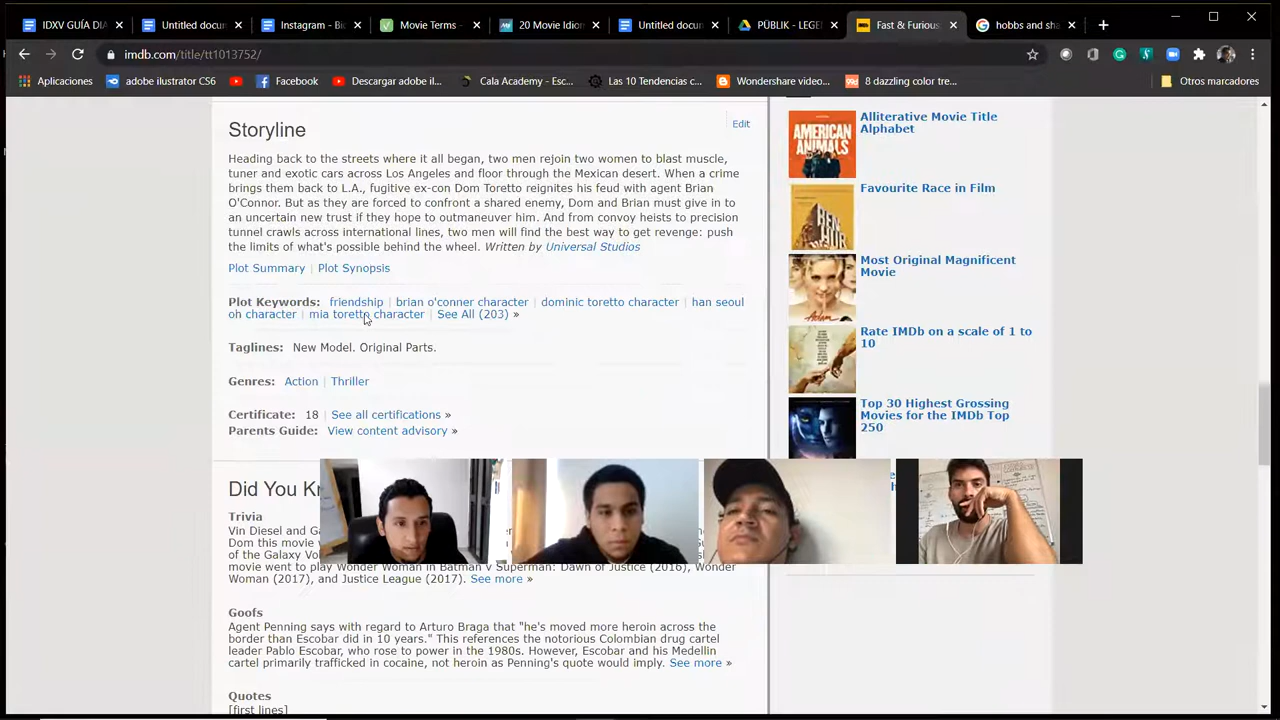 IDXV GUÍA DIA
Untitled docum
Instagram - Bio
Movie Terms -
20 Movie Idiom
Untitled docum
PÜBLIK - LEGE
Fast & Furious
hobbs and sha
imdb.com/title/tt1013752/
Aplicaciones
adobe ilustrator CS6
Facebook
Descargar adobe il...
Cala Academy - Esc...
Las 10 Tendencias c...
Wondershare video...
8 dazzling color tre...
Otros marcadores
Storyline
Edit
Heading back to the streets where it all began, two men rejoin two women to blast muscle,
tuner and exotic cars across Los Angeles and floor through the Mexican desert. When a crime
brings them back to L.A., fugitive ex-con Dom Toretto reignites his feud with agent Brian
O'Connor. But as they are forced to confront a shared enemy, Dom and Brian must give in to
an uncertain new trust if they hope to outmaneuver him. And from convoy heists to precision
tunnel crawls across international lines, two men will find the best way to get revenge: push
the limits of what's possible behind the wheel. Written by Universal Studios
Plot Summary | Plot Synopsis
Plot Keywords: friendship | brian o'conner character | dominic toretto character | han seoul
oh character | mia toretto character | See All (203) »
Taglines: New Model. Original Parts.
Genres: Action | Thriller
Certificate: 18 | See all certifications »
Parents Guide: View content advisory »
Did You Kn
Trivia
Vin Diesel and Ga
Dom this movie
of the Galaxy Vol
movie went to play Wonder Woman in Batman v Superman: Dawn of Justice (2016), Wonder
Woman (2017), and Justice League (2017). See more »
Goofs
Agent Penning says with regard to Arturo Braga that "he's moved more heroin across the
border than Escobar did in 10 years." This references the notorious Colombian drug cartel
leader Pablo Escobar, who rose to power in the 1980s. However, Escobar and his Medellin
cartel primarily trafficked in cocaine, not heroin as Penning's quote would imply. See more »
Quotes
[first lines]
AMERICAN
ANIMALS
Alliterative Movie Title
Alphabet
BEN HUR
Favourite Race in Film
Most Original Magnificent
Movie
Rate IMDb on a scale of 1 to
10
Top 30 Highest Grossing
Movies for the IMDb Top
250